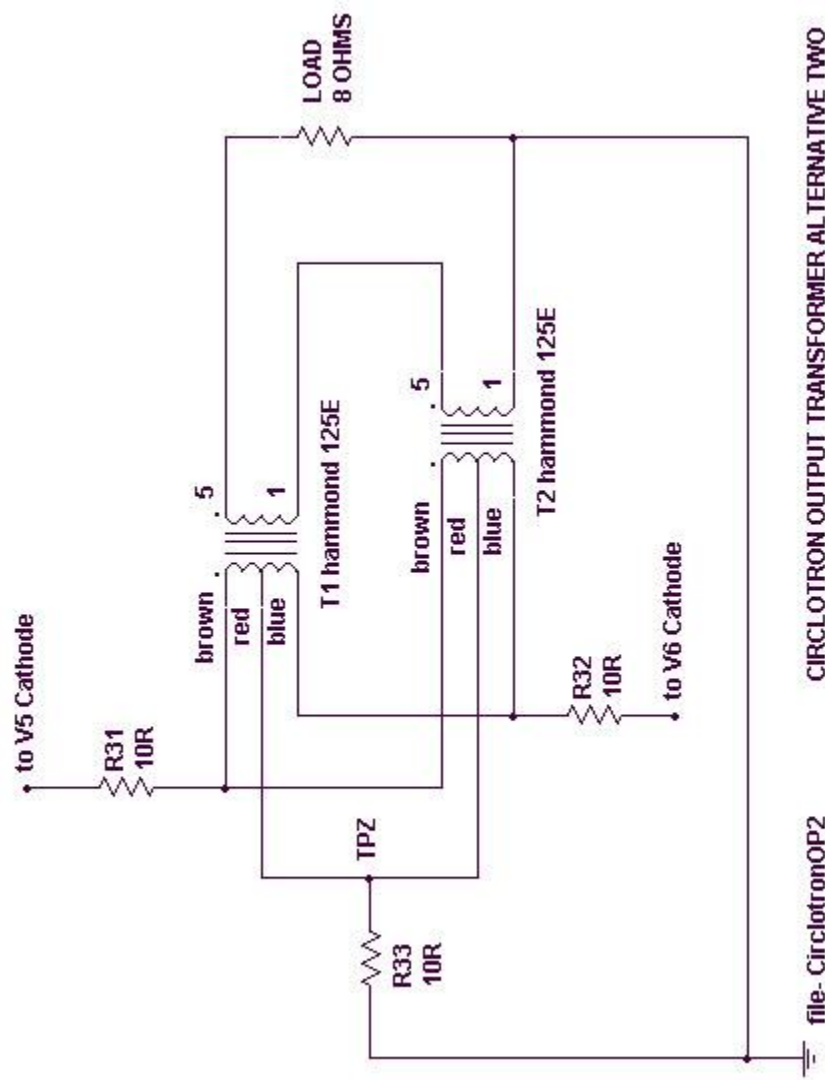 to V5 Cathode
R31
10R
brown
red
blue
5
1
T1 hammond 125E
LOAD
8 OHMS
TPZ
R33
10R
brown
red
blue
5
1
T2 hammond 125E
R32
10R
to V6 Cathode
file- CirclotronOP2
CIRCLOTRON OUTPUT TRANSFORMER ALTERNATIVE TWO